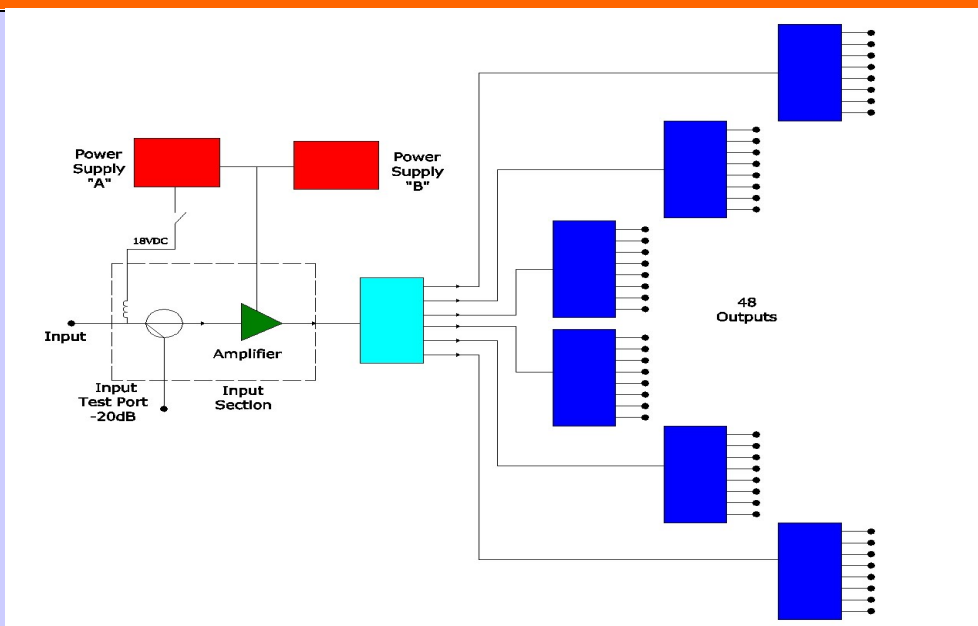 Power
Supply
"A"
Power
Supply
"B"
18VDC
Input
Amplifier
Input
Test Port
-20dB
Input
Section
48
Outputs